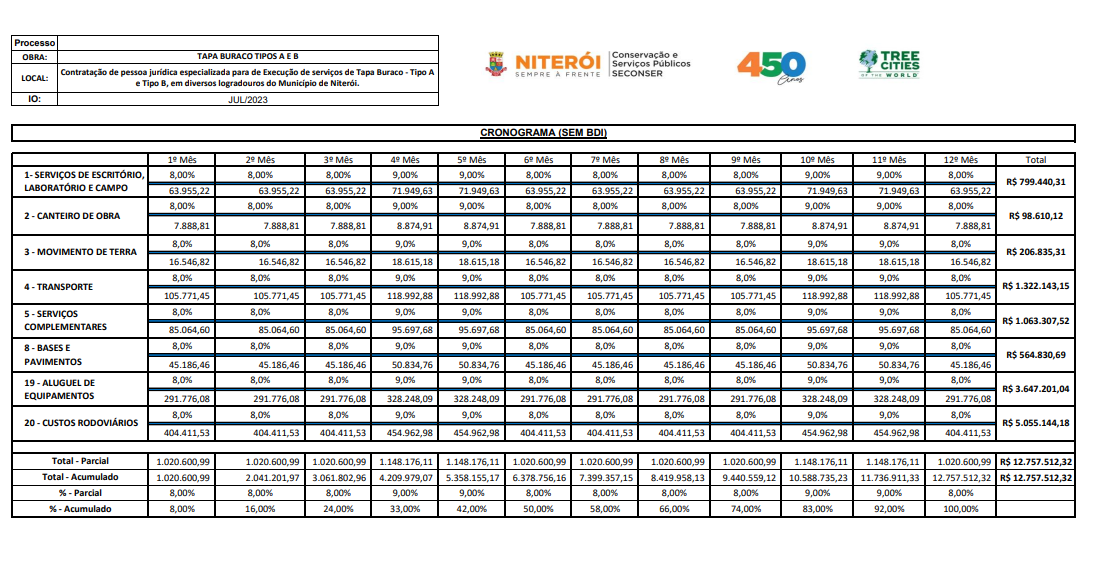 Processo
OBRA: TAPA BURACO TIPOS A E B
LOCAL: Contratação de pessoa jurídica especializada para de Execução de serviços de Tapa Buraco - Tipo A
e Tipo B, em diversos logradouros do Município de Niterói.
IO: JUL/2023
NITERÓI
SEMPRE À FRENTE
Conservação e
Serviços Públicos
SECONSER
450
Anos
TREE
CITIES
OF THE WORLD
CRONOGRAMA (SEM BDI)
1º Mês 2º Mês 3º Mês 4º Mês 5º Mês 6º Mês 7º Mês 8º Mês 9º Mês 10º Mês 11º Mês 12º Mês Total
1- SERVIÇOS DE ESCRITÓRIO,
LABORATÓRIO E CAMPO
8,00% 8,00% 8,00% 9,00% 9,00% 8,00% 8,00% 8,00% 8,00% 9,00% 9,00% 8,00%
63.955,22 63.955,22 63.955,22 71.949,63 71.949,63 63.955,22 63.955,22 63.955,22 63.955,22 71.949,63 71.949,63 63.955,22
R$ 799.440,31
2 - CANTEIRO DE OBRA
8,00% 8,00% 8,00% 9,00% 9,00% 8,00% 8,00% 8,00% 8,00% 9,00% 9,00% 8,00%
7.888,81 7.888,81 7.888,81 8.874,91 8.874,91 7.888,81 7.888,81 7.888,81 7.888,81 8.874,91 8.874,91 7.888,81
R$ 98.610,12
3 - MOVIMENTO DE TERRA
8,0% 8,0% 8,0% 9,0% 9,0% 8,0% 8,0% 8,0% 8,0% 9,0% 9,0% 8,0%
16.546,82 16.546,82 16.546,82 18.615,18 18.615,18 16.546,82 16.546,82 16.546,82 16.546,82 18.615,18 18.615,18 16.546,82
R$ 206.835,31
4 - TRANSPORTE
8,0% 8,0% 8,0% 9,0% 9,0% 8,0% 8,0% 8,0% 8,0% 9,0% 9,0% 8,0%
105.771,45 105.771,45 105.771,45 118.992,88 118.992,88 105.771,45 105.771,45 105.771,45 105.771,45 118.992,88 118.992,88 105.771,45
R$ 1.322.143,15
5 - SERVIÇOS
COMPLEMENTARES
8,0% 8,0% 8,0% 9,0% 9,0% 8,0% 8,0% 8,0% 8,0% 9,0% 9,0% 8,0%
85.064,60 85.064,60 85.064,60 95.697,68 95.697,68 85.064,60 85.064,60 85.064,60 85.064,60 95.697,68 95.697,68 85.064,60
R$ 1.063.307,52
8 - BASES E
PAVIMENTOS
8,0% 8,0% 8,0% 9,0% 9,0% 8,0% 8,0% 8,0% 8,0% 9,0% 9,0% 8,0%
45.186,46 45.186,46 45.186,46 50.834,76 50.834,76 45.186,46 45.186,46 45.186,46 45.186,46 50.834,76 50.834,76 45.186,46
R$ 564.830,69
19 - ALUGUEL DE
EQUIPAMENTOS
8,0% 8,0% 8,0% 9,0% 9,0% 8,0% 8,0% 8,0% 8,0% 9,0% 9,0% 8,0%
291.776,08 291.776,08 291.776,08 328.248,09 328.248,09 291.776,08 291.776,08 291.776,08 291.776,08 328.248,09 328.248,09 291.776,08
R$ 3.647.201,04
20 - CUSTOS RODOVIÁRIOS
8,0% 8,0% 8,0% 9,0% 9,0% 8,0% 8,0% 8,0% 8,0% 9,0% 9,0% 8,0%
404.411,53 404.411,53 404.411,53 454.962,98 454.962,98 404.411,53 404.411,53 404.411,53 404.411,53 454.962,98 454.962,98 404.411,53
R$ 5.055.144,18
Total - Parcial 1.020.600,99 1.020.600,99 1.020.600,99 1.148.176,11 1.148.176,11 1.020.600,99 1.020.600,99 1.020.600,99 1.020.600,99 1.148.176,11 1.148.176,11 1.020.600,99 R$ 12.757.512,32
Total - Acumulado 1.020.600,99 2.041.201,97 3.061.802,96 4.209.979,07 5.358.155,17 6.378.756,16 7.399.357,15 8.419.958,13 9.440.559,12 10.588.735,23 11.736.911,33 12.757.512,32 R$ 12.757.512,32
% - Parcial 8,00% 8,00% 8,00% 9,00% 9,00% 8,00% 8,00% 8,00% 8,00% 9,00% 9,00% 8,00%
% - Acumulado 8,00% 16,00% 24,00% 33,00% 42,00% 50,00% 58,00% 66,00% 74,00% 83,00% 92,00% 100,00%